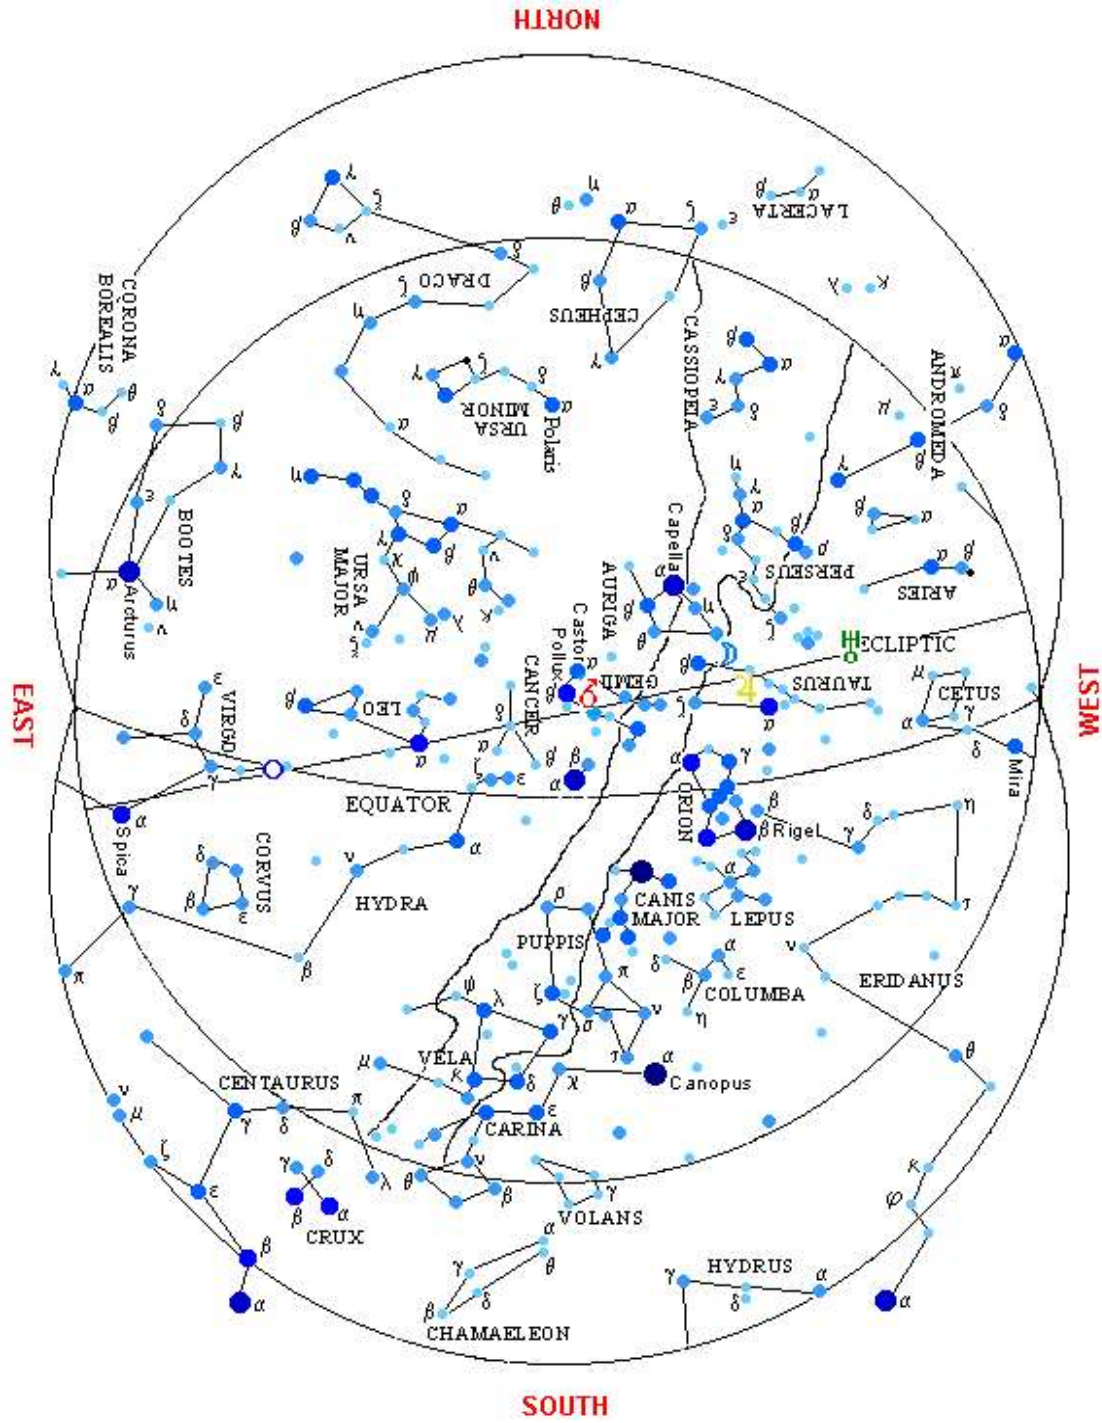 NORTH
γ
β
ν
ξ
η
θ
α
ζ
ε
β
α
LACERTA
δ
DRACO
ζ
η
β
CEPHEUS
γ
λ
κ
CORONA
BOREALIS
γ
α
β
θ
CASSIOPEIA
β
α
γ
δ
ε
ANDROMEDA
α
π
δ
μ
β
γ
γ
ζ
δ
α
URSA
MINOR
Polaris
α
δ
β
γ
ε
BOOTES
α
Arcturus
η
ν
η
δ
α
γ
β
χ
ψ
URSA
MAJOR
λ
μ
ν
ξ
ν
θ
κ
Capella
α
β
η
θ
AURIGA
η
γ
α
β
ρ
δ
ε
ζ
PERSEUS
β
α
ARIES
α
β
Castor
α
Pollux
GEMINI
CANCER
α
β
ECLIPTIC
TAURUS
β
ζ
α
μ
CETUS
α
γ
δ
Mira
EAST
WEST
VIRGO
ε
δ
γ
α
Spica
β
LEO
α
β
α
ζ
ε
EQUATOR
α
HYDRA
ν
β
γ
π
CORVUS
δ
β
ε
ORION
α
γ
β Rigel
β
γ
δ
η
τ
ν
ERIDANUS
θ
κ
φ
α
CANIS
MAJOR
α
LEPUS
ρ
PUPPIS
ζ
π
σ
ν
τ
δ
α
β
ε
COLUMBA
η
ψ
λ
γ
VELA
μ
κ
δ
χ
α
Canopus
ε
CARINA
ν
θ
β
CENTAURUS
ν
μ
ζ
ε
γ
δ
π
λ
β
α
γ
δ
β
α
CRUX
γ
VOLANS
α
θ
γ
β
δ
CHAMAELEON
HYDRUS
γ
δ
α
SOUTH